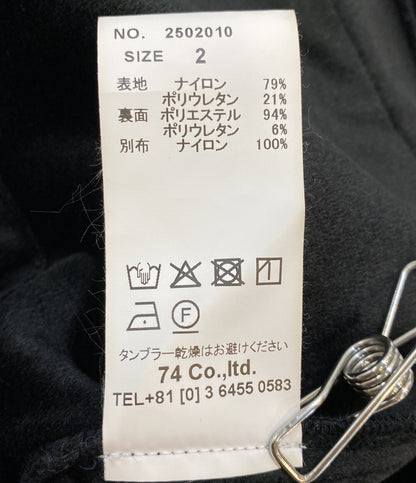 NO. 2502010
SIZE 2
表地 ナイロン 79%
ポリウレタン 21%
裏面 ポリエステル 94%
ポリウレタン 6%
別布 ナイロン 100%
F
タンブラー乾燥はお避けください
74 Co.,ltd.
TEL+81 [0] 3 6455 0583